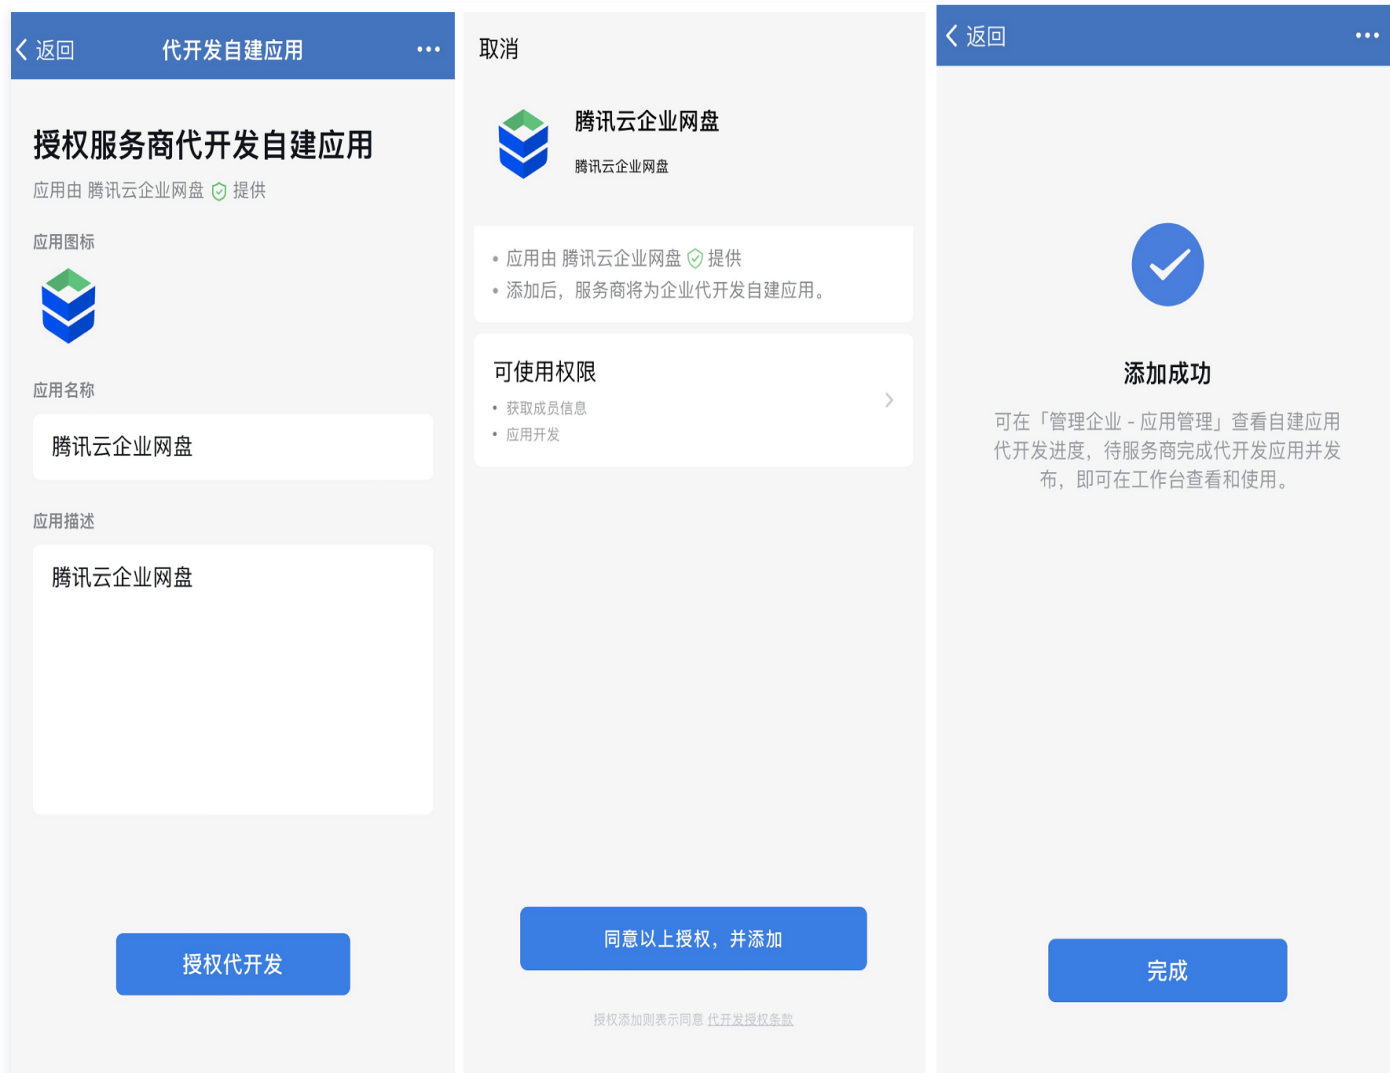 返回
代开发自建应用
授权服务商代开发自建应用
应用由 腾讯云企业网盘 提供
应用图标
应用名称
腾讯云企业网盘
应用描述
腾讯云企业网盘
授权代开发
取消
腾讯云企业网盘
腾讯云企业网盘
• 应用由 腾讯云企业网盘 提供
• 添加后，服务商将为企业代开发自建应用。
可使用权限
• 获取成员信息
• 应用开发
同意以上授权，并添加
授权添加则表示同意 代开发授权条款
返回
添加成功
可在「管理企业 - 应用管理」查看自建应用
代开发进度，待服务商完成代开发应用并发
布，即可在工作台查看和使用。
完成